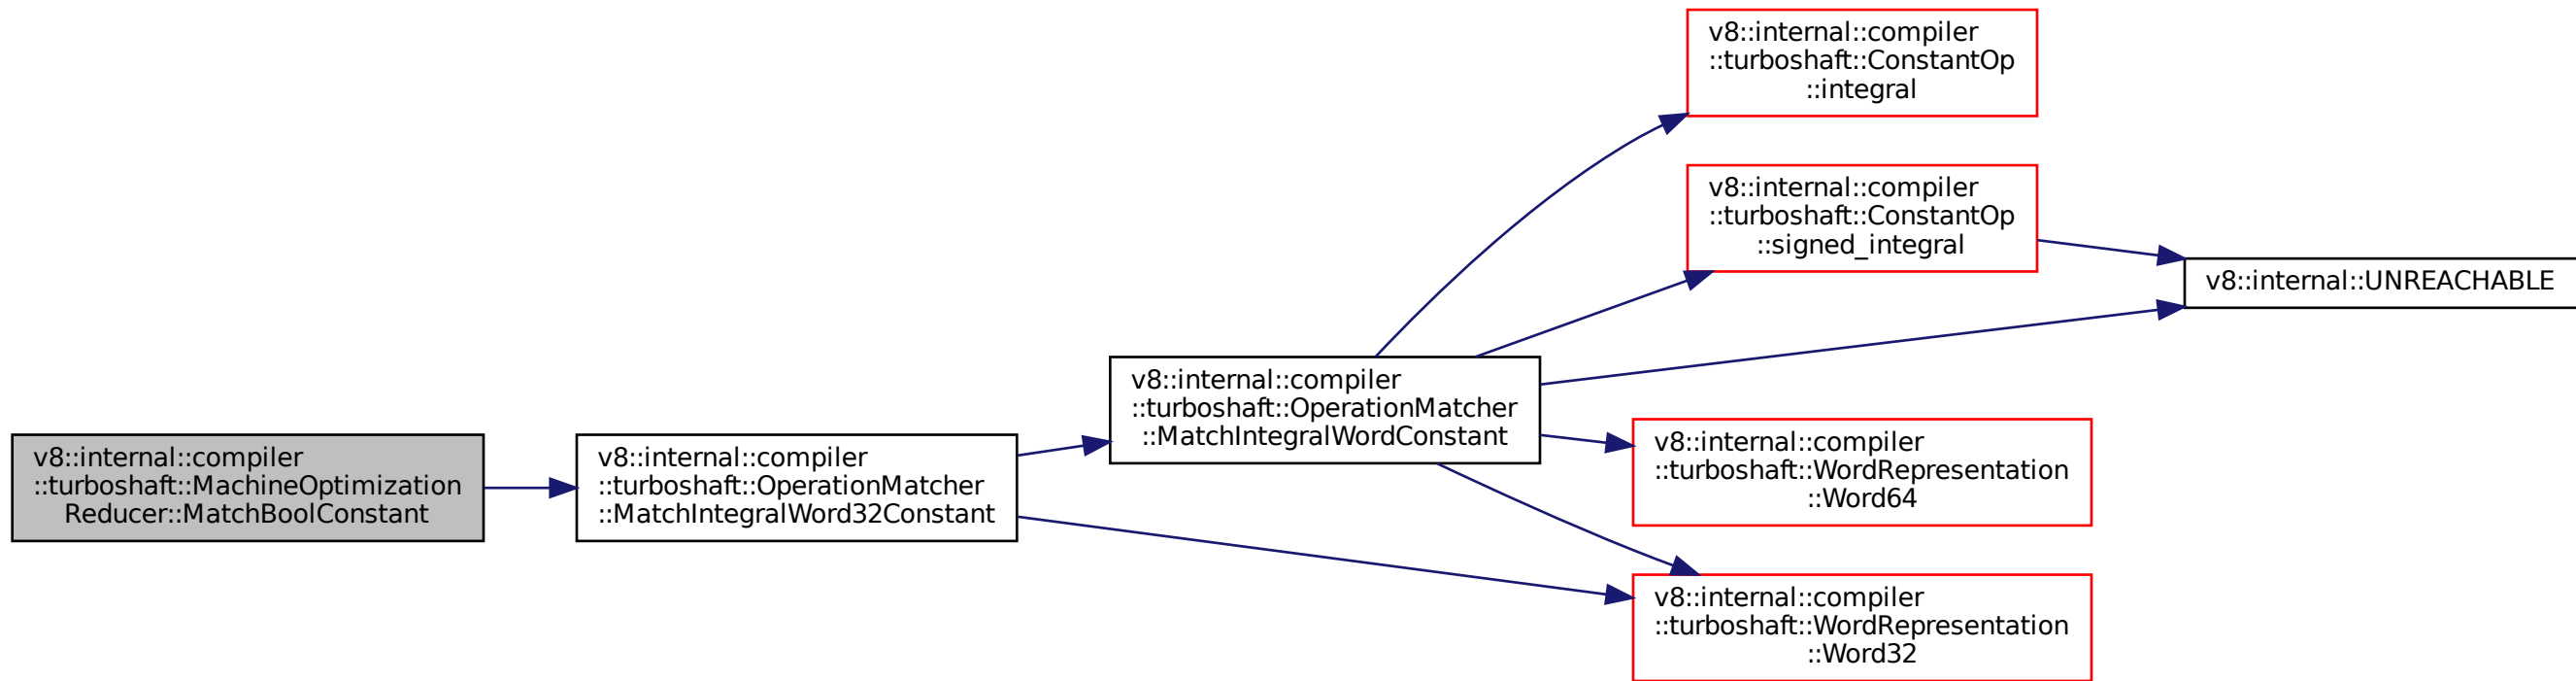 v8::internal::compiler
::turboshaft::MachineOptimization
Reducer::MatchBoolConstant
v8::internal::compiler
::turboshaft::OperationMatcher
::MatchIntegralWord32Constant
v8::internal::compiler
::turboshaft::OperationMatcher
::MatchIntegralWordConstant
v8::internal::compiler
::turboshaft::ConstantOp
::integral
v8::internal::compiler
::turboshaft::ConstantOp
::signed_integral
v8::internal::UNREACHABLE
v8::internal::compiler
::turboshaft::WordRepresentation
::Word64
v8::internal::compiler
::turboshaft::WordRepresentation
::Word32